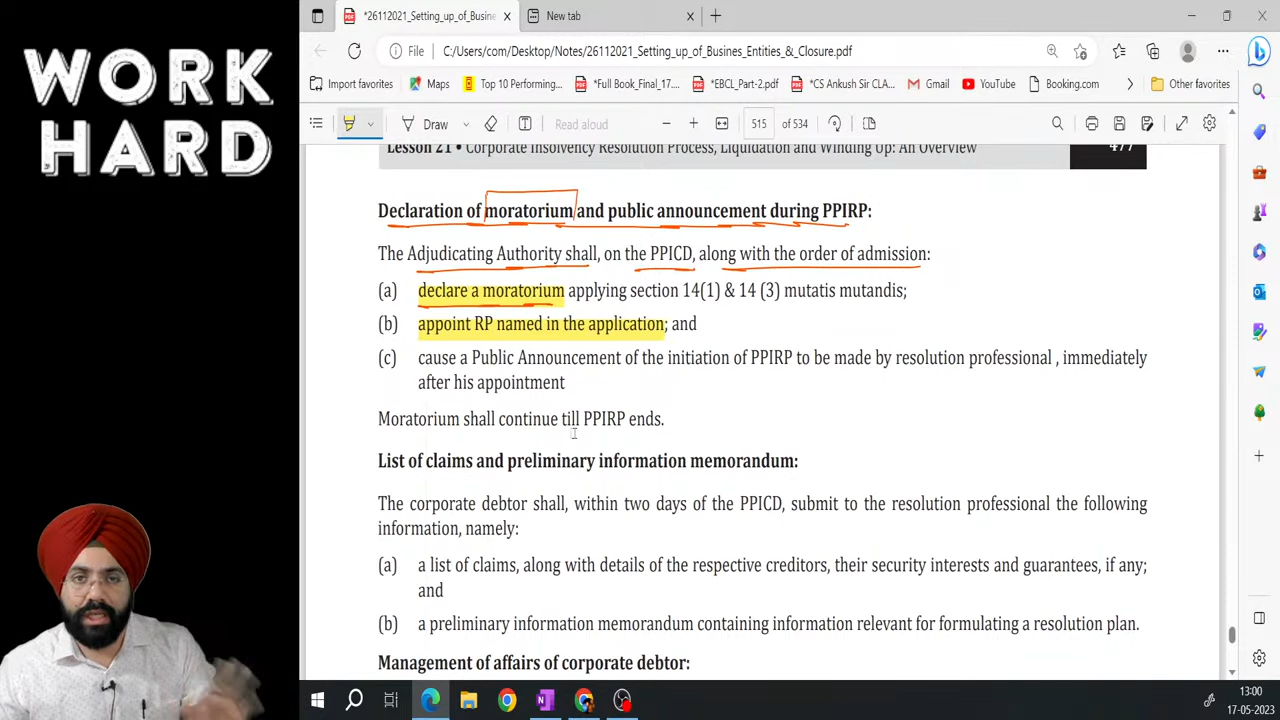 WORK
HARD
*26112021_Setting_up_of_Busine
New tab
File
C:/Users/com/Desktop/Notes/26112021_Setting_up_of_Busines_Entities_&_Closure.pdf
Import favorites
Maps
Top 10 Performing...
*Full Book_Final_17....
*EBCL_Part-2.pdf
*CS Ankush Sir CLA...
Gmail
YouTube
Booking.com
Other favorites
Draw
Read aloud
515
of 534
Lesson 21 • Corporate Insolvency Resolution Process, Liquidation and Winding Up: An Overview
477
Declaration of moratorium and public announcement during PPIRP:
The Adjudicating Authority shall, on the PPICD, along with the order of admission:
(a) declare a moratorium applying section 14(1) & 14 (3) mutatis mutandis;
(b) appoint RP named in the application; and
(c) cause a Public Announcement of the initiation of PPIRP to be made by resolution professional , immediately
after his appointment
Moratorium shall continue till PPIRP ends.
List of claims and preliminary information memorandum:
The corporate debtor shall, within two days of the PPICD, submit to the resolution professional the following
information, namely:
(a) a list of claims, along with details of the respective creditors, their security interests and guarantees, if any;
and
(b) a preliminary information memorandum containing information relevant for formulating a resolution plan.
Management of affairs of corporate debtor:
13:00
17-05-2023